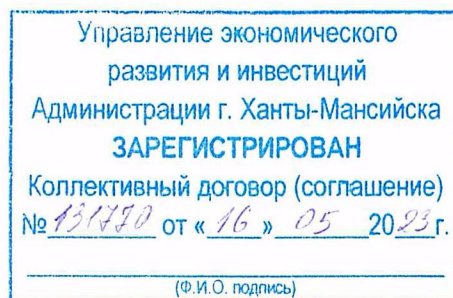 Управление экономического
развития и инвестиций
Администрации г. Ханты-Мансийска
ЗАРЕГИСТРИРОВАН
Коллективный договор (соглашение)
№ 131770 от « 16 » 05 2023 г.
(Ф.И.О. подпись)